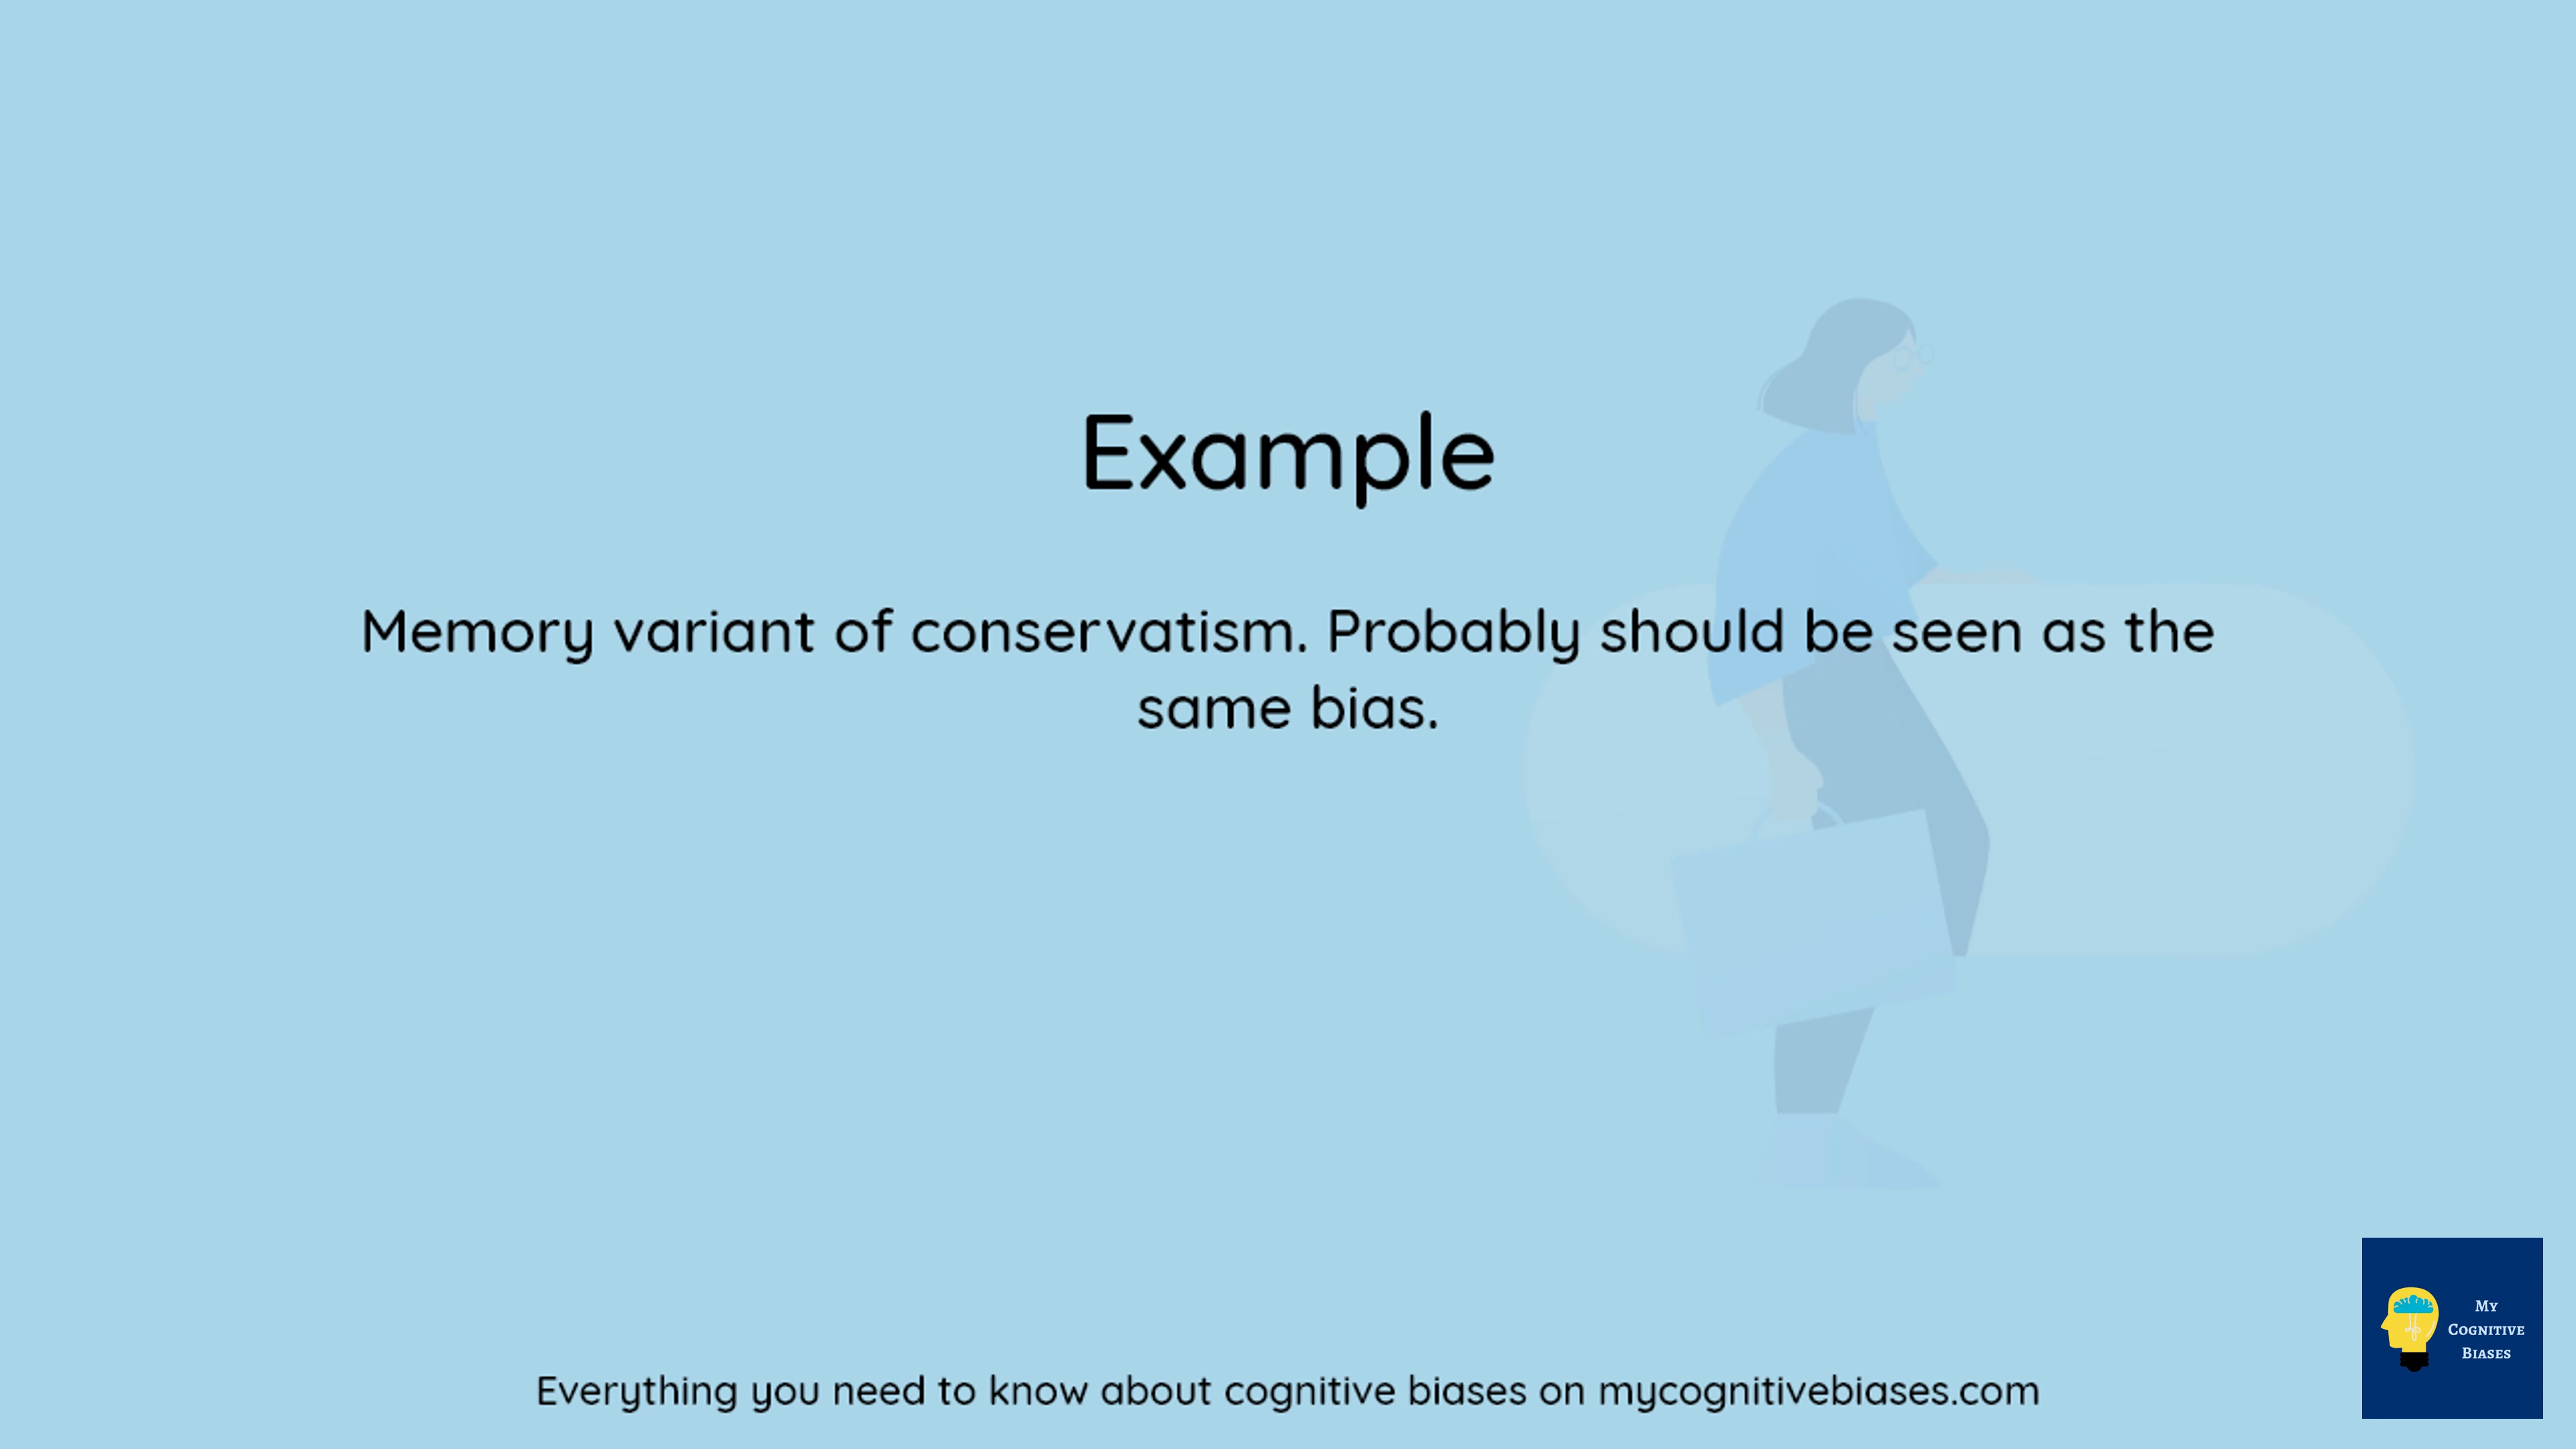 Example
Memory variant of conservatism. Probably should be seen as the
same bias.
My
Cognitive
Biases
Everything you need to know about cognitive biases on mycognitivebiases.com